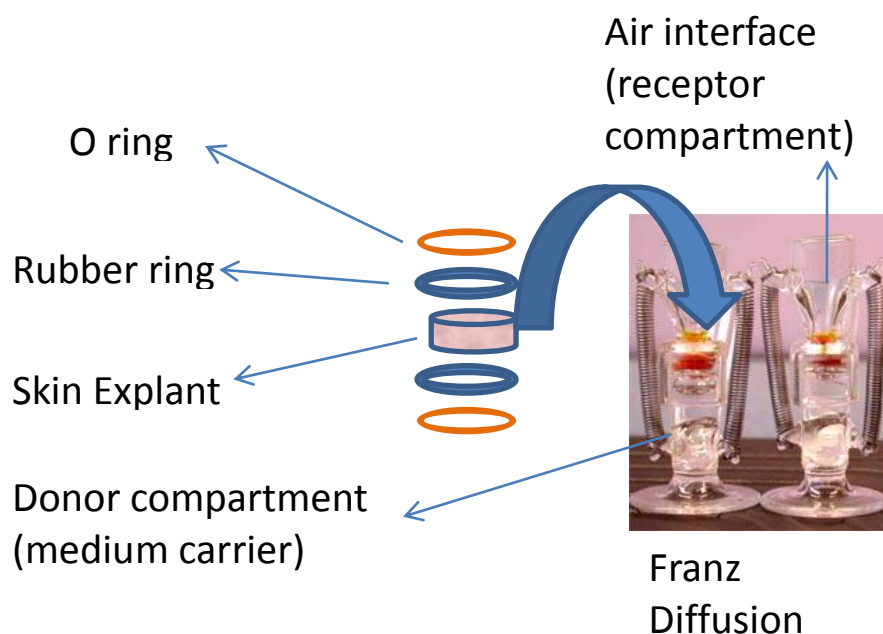 Air interface
(receptor
compartment)
O ring
Rubber ring
Skin Explant
Donor compartment
(medium carrier)
Franz
Diffusion